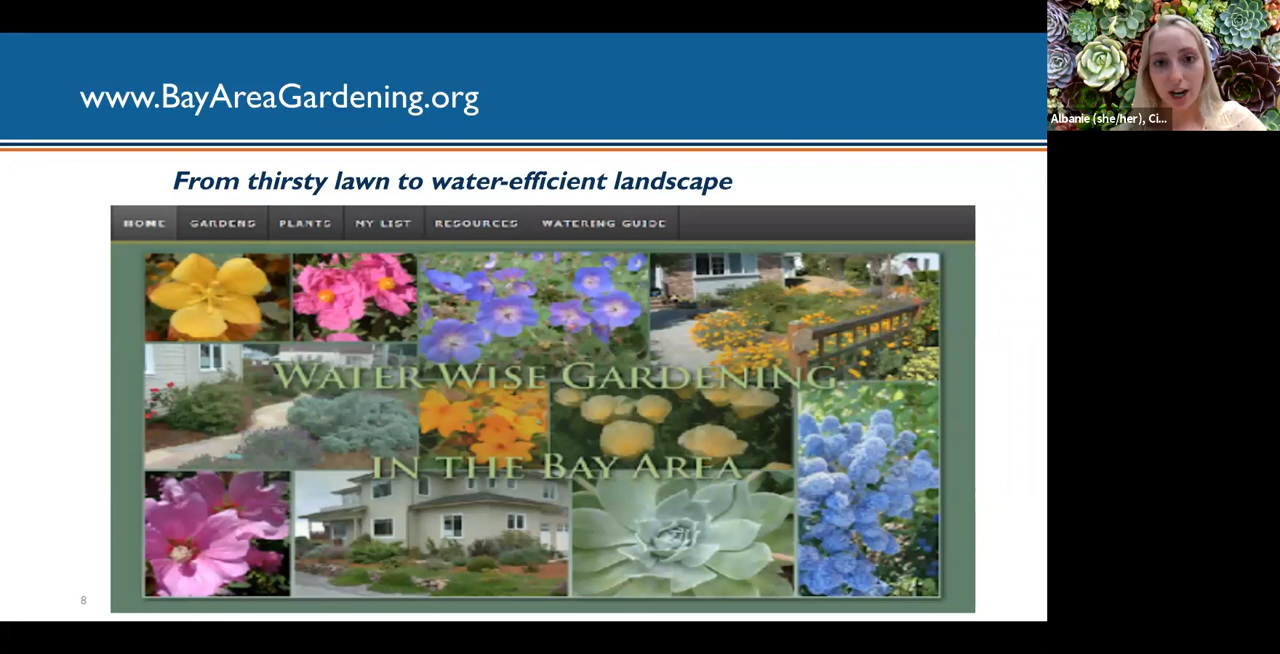 www.BayAreaGardening.org
Albanie (she/her), Ci...
From thirsty lawn to water-efficient landscape
HOME GARDENS PLANTS MY LIST RESOURCES WATERING GUIDE
WATER WISE GARDENING
IN THE BAY AREA
8